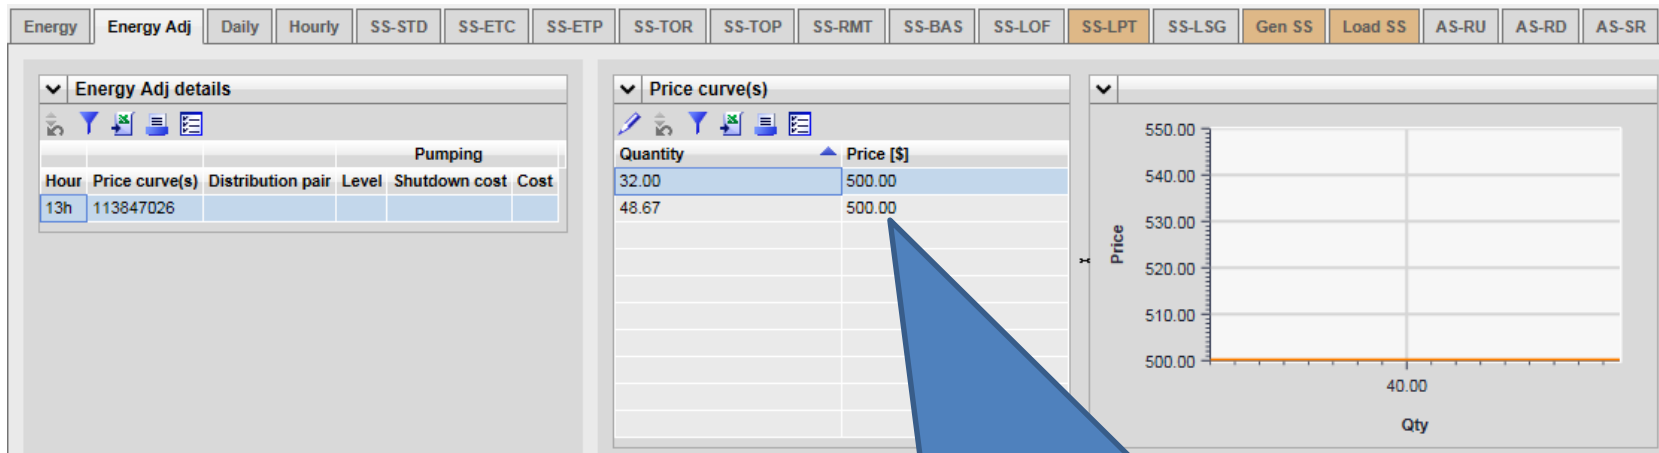 Energy Energy Adj Daily Hourly SS-STD SS-ETC SS-ETP SS-TOR SS-TOP SS-RMT SS-BAS SS-LOF SS-LPT SS-LSG Gen SS Load SS AS-RU AS-RD AS-SR
Energy Adj details
Pumping
Hour Price curve(s) Distribution pair Level Shutdown cost Cost
13h 113847026
Price curve(s)
Quantity Price [$]
32.00 500.00
48.67 500.00
550.00
540.00
530.00
520.00
510.00
500.00
Price
40.00
Qty